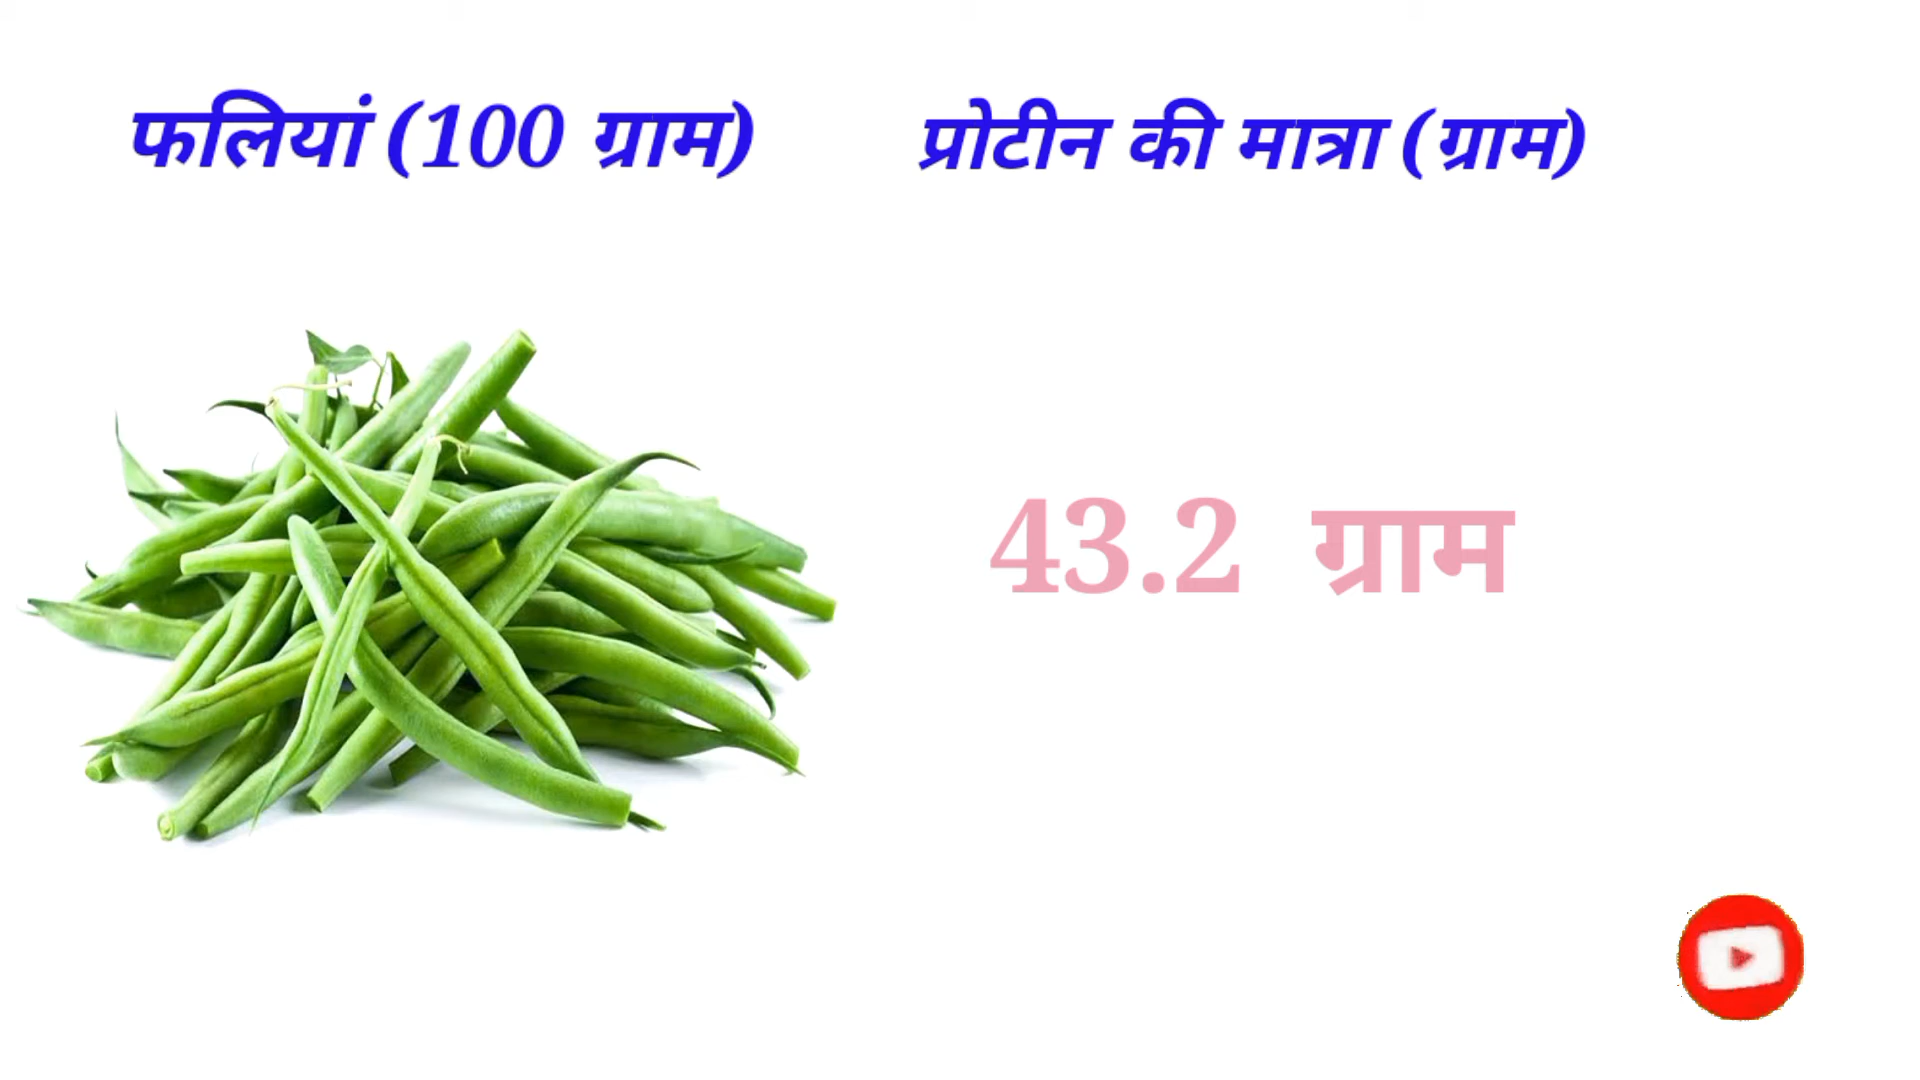 फलियां (100 ग्राम) प्रोटीन की मात्रा (ग्राम)
43.2 ग्राम